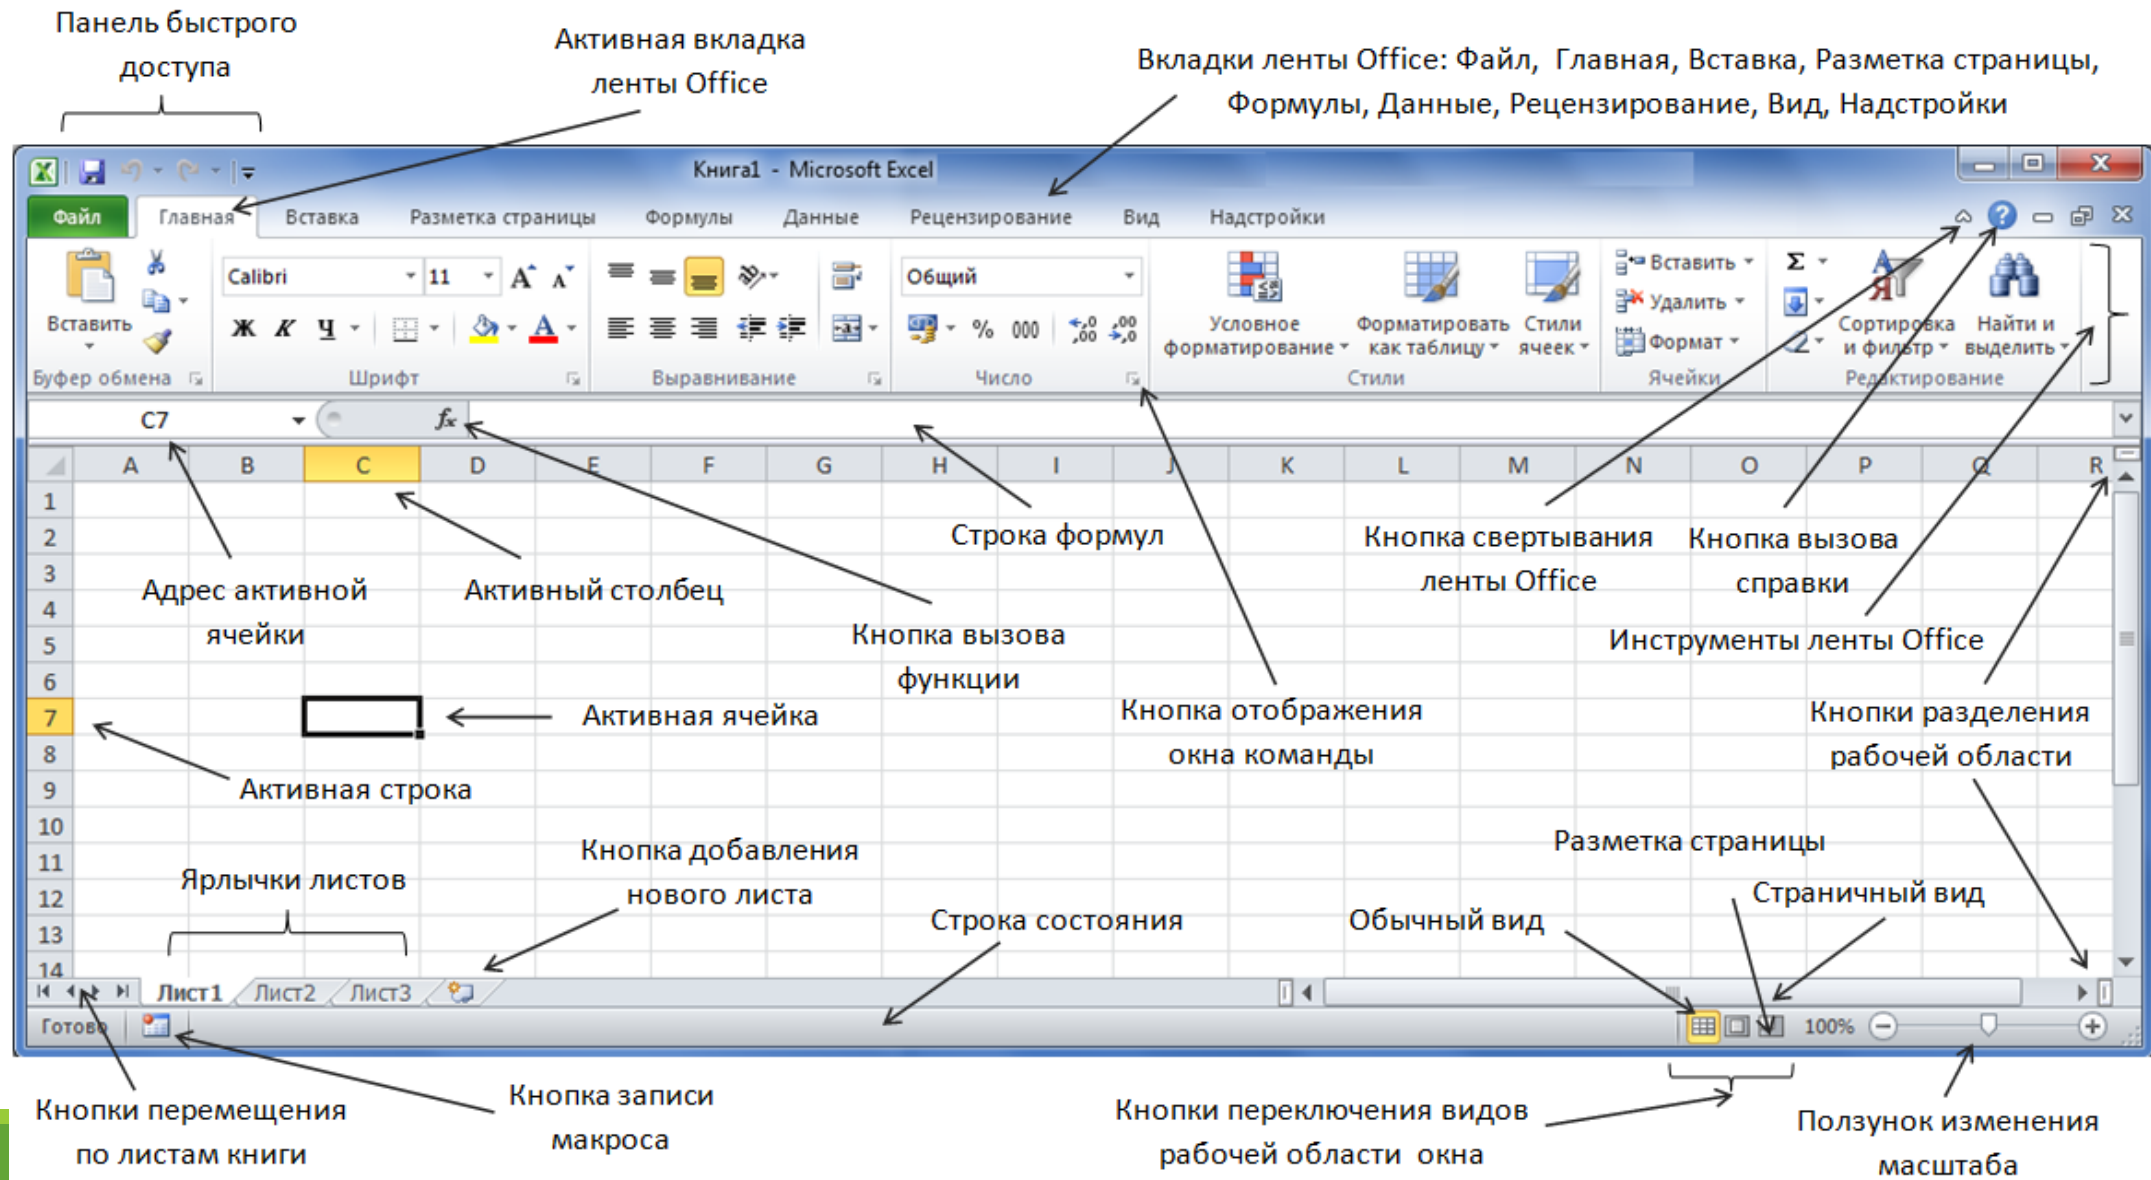 Панель быстрого
доступа
Активная вкладка
ленты Office
Вкладки ленты Office: Файл, Главная, Вставка, Разметка страницы,
Формулы, Данные, Рецензирование, Вид, Надстройки
Книга1 - Microsoft Excel
Файл Главная Вставка Разметка страницы Формулы Данные Рецензирование Вид Надстройки
Calibri 11 Общий
Вставить
Ж К Ч
% 000
Условное
форматирование
Форматировать
как таблицу
Стили
ячеек
Вставить
Удалить
Формат
Σ
Сортировка
и фильтр
Найти и
выделить
Буфер обмена Шрифт Выравнивание Число Стили Ячейки Редактирование
C7 fx
A B C D E F G H I J K L M N O P Q R
1
2
3
4
5
6
7
8
9
10
11
12
13
14
Строка формул
Кнопка свертывания
ленты Office
Кнопка вызова
справки
Адрес активной
ячейки
Активный столбец
Кнопка вызова
функции
Инструменты ленты Office
Активная ячейка
Кнопка отображения
окна команды
Кнопки разделения
рабочей области
Активная строка
Кнопка добавления
нового листа
Разметка страницы
Ярлычки листов
Страничный вид
Строка состояния
Обычный вид
Лист1 Лист2 Лист3
Готово 100%
Кнопки перемещения
по листам книги
Кнопка записи
макроса
Кнопки переключения видов
рабочей области окна
Ползунок изменения
масштаба